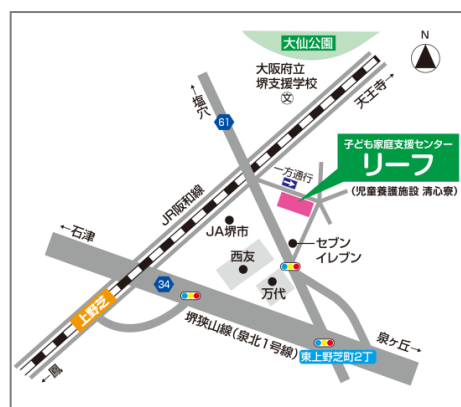 大仙公園
N
大阪府立
堺支援学校
文
天王寺→
←塩穴
61
子ども家庭支援センター
リーフ
(児童養護施設 清心寮)
一方通行
JR阪和線
JA堺市
←石津
セブン
イレブン
西友
34
万代
上野芝
堺狭山線(泉北1号線)
泉ヶ丘→
東上野芝町2丁
←鳳